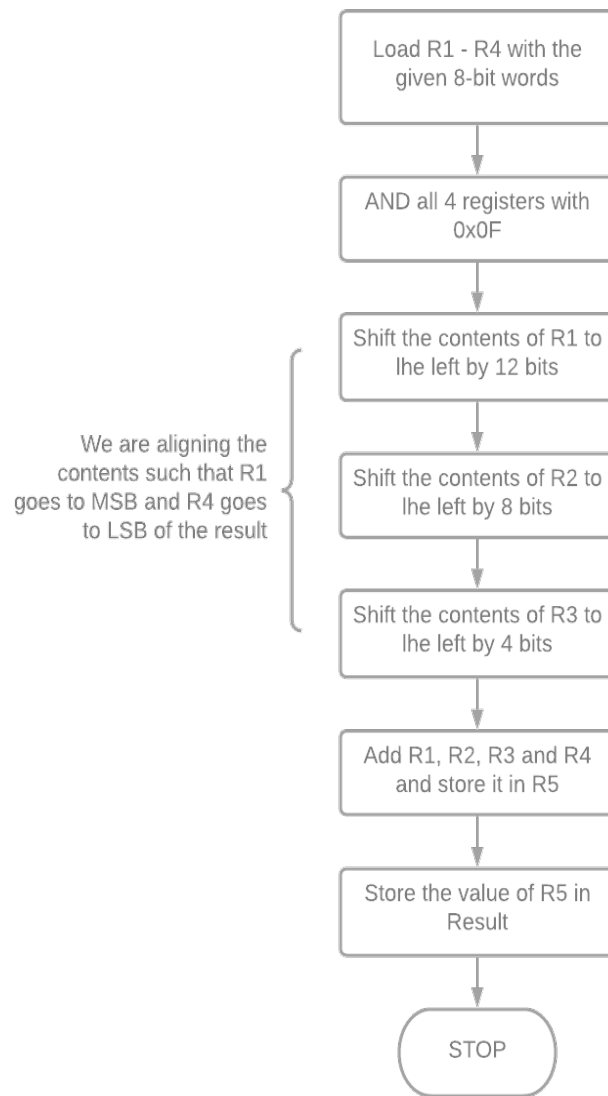 Load R1 - R4 with the
given 8-bit words
AND all 4 registers with
0x0F
Shift the contents of R1 to
lhe left by 12 bits
We are aligning the
contents such that R1
goes to MSB and R4 goes
to LSB of the result
Shift the contents of R2 to
lhe left by 8 bits
Shift the contents of R3 to
lhe left by 4 bits
Add R1, R2, R3 and R4
and store it in R5
Store the value of R5 in
Result
STOP